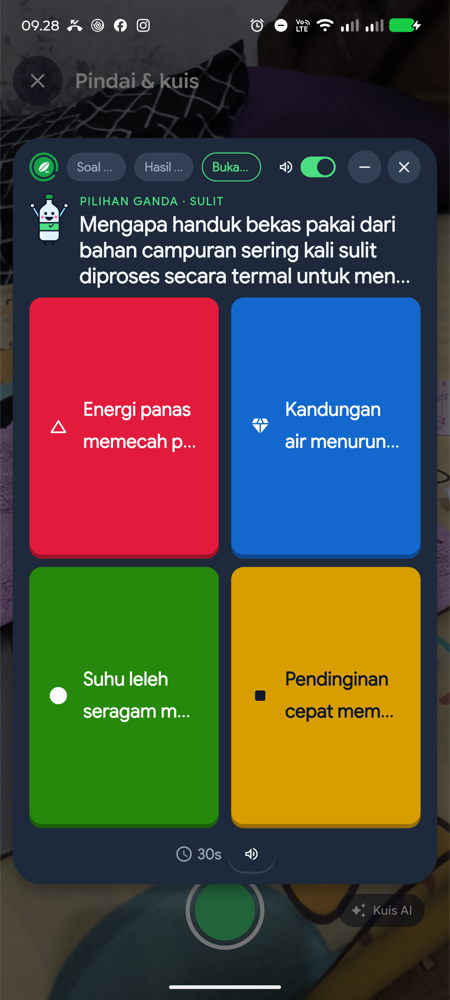 09.28
Vo
LTE
Pindai & kuis
Soal ...
Hasil ...
Buka...
PILIHAN GANDA · SULIT
Mengapa handuk bekas pakai dari
bahan campuran sering kali sulit
diproses secara termal untuk men...
Energi panas
memecah p...
Kandungan
air menurun...
Suhu leleh
seragam m...
Pendinginan
cepat mem...
30s
Kuis AI